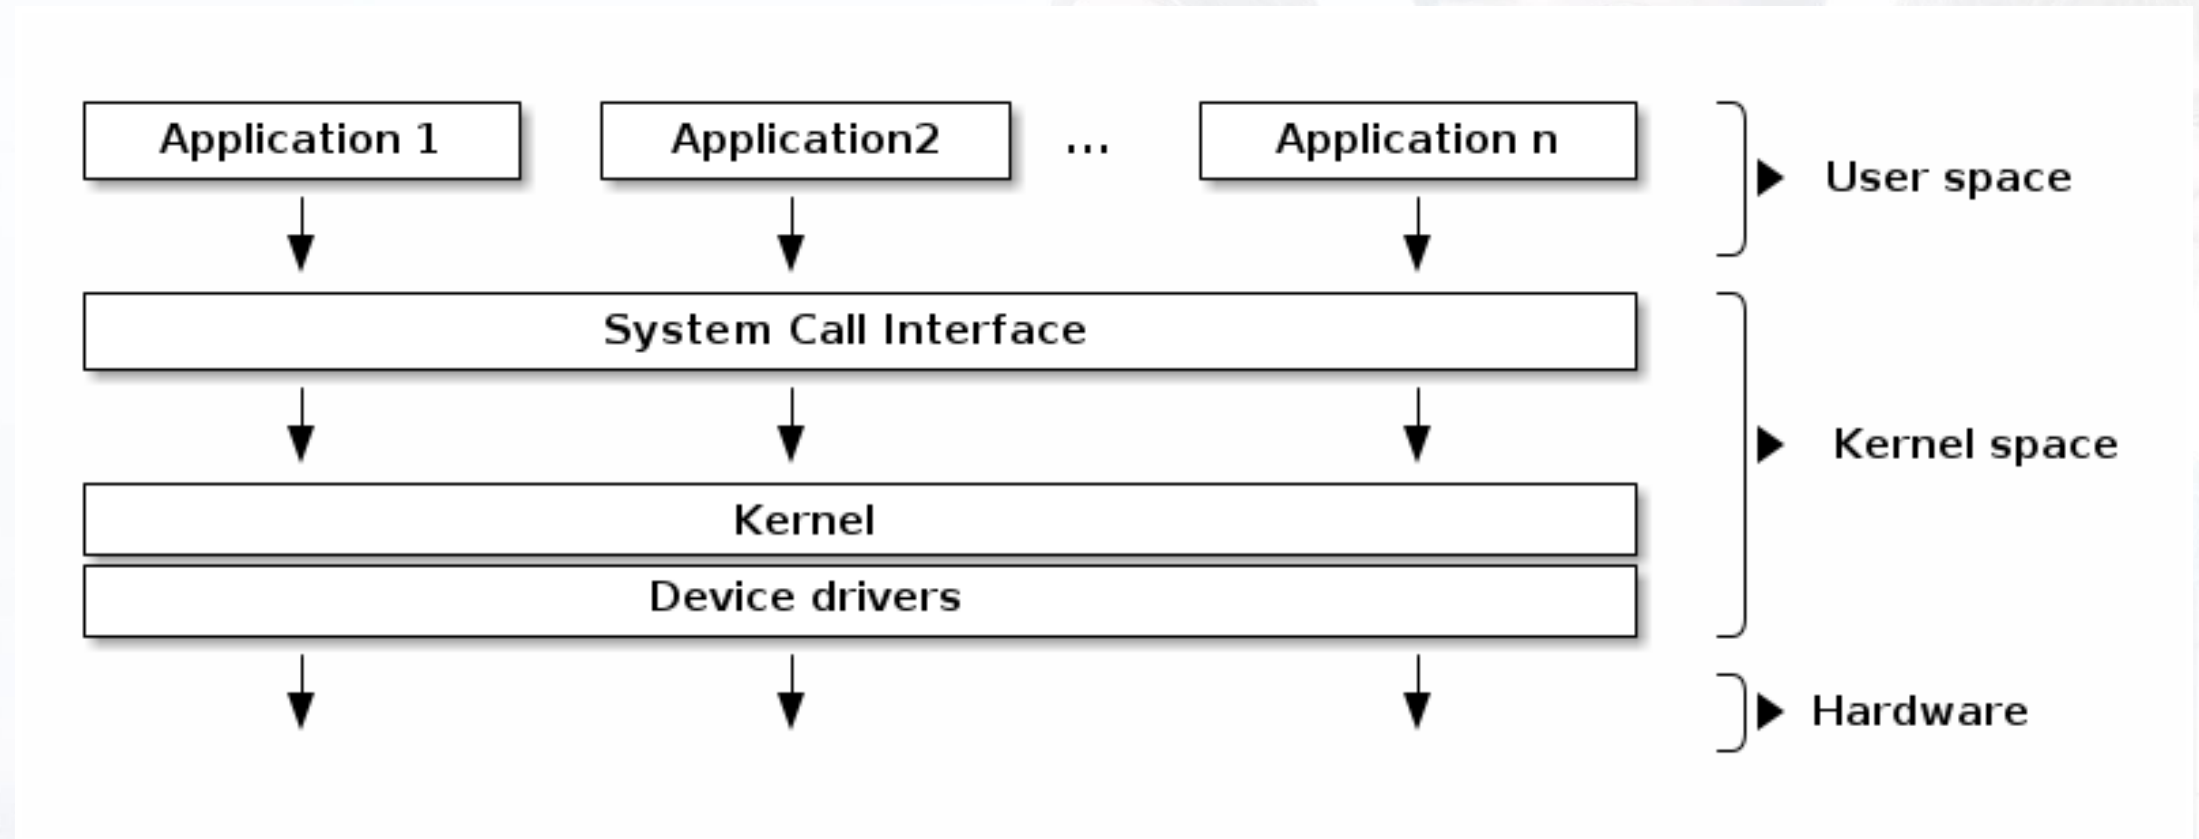 Application 1
Application2
...
Application n
User space
System Call Interface
Kernel space
Kernel
Device drivers
Hardware